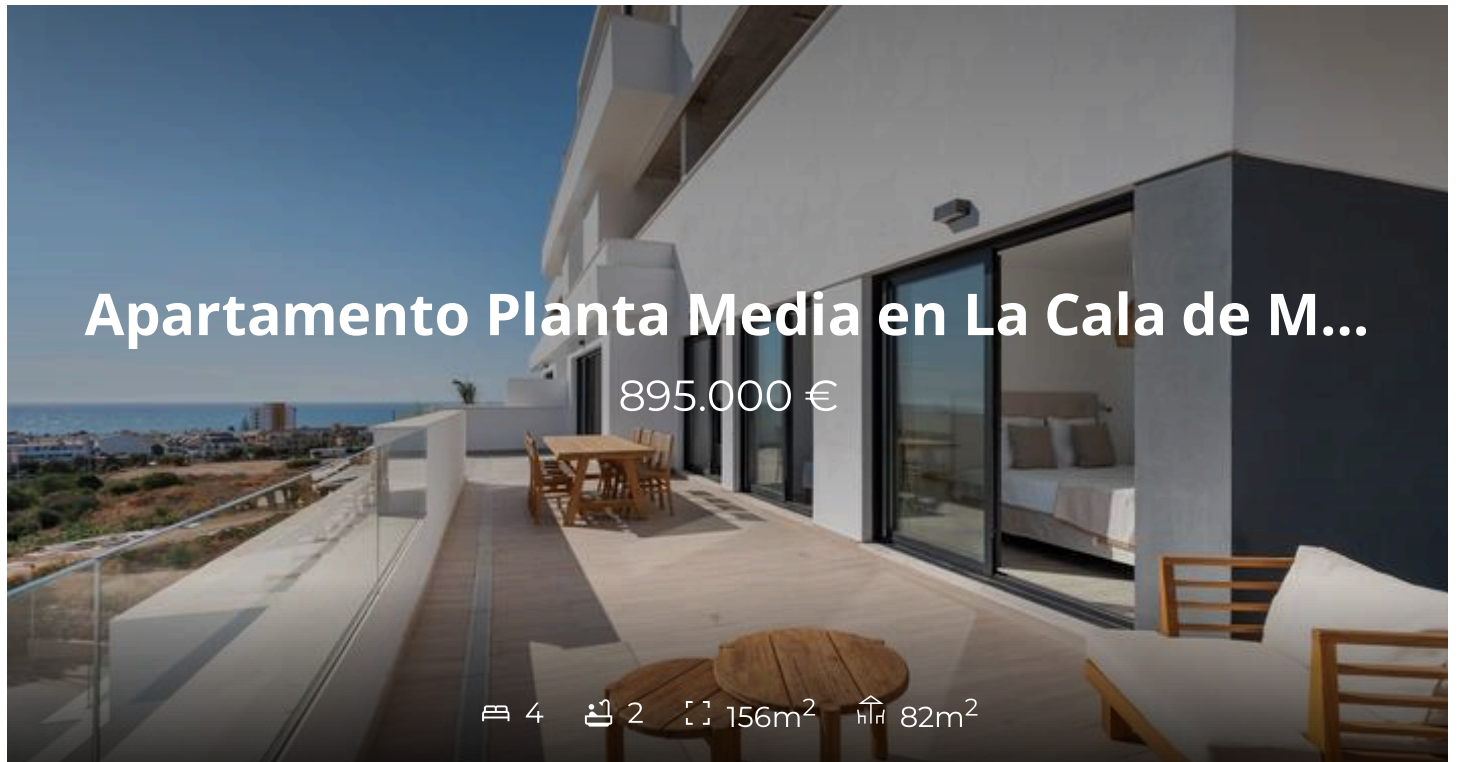 Apartamento Planta Media en La Cala de M...
895.000 €
4 2 156m² 82m²